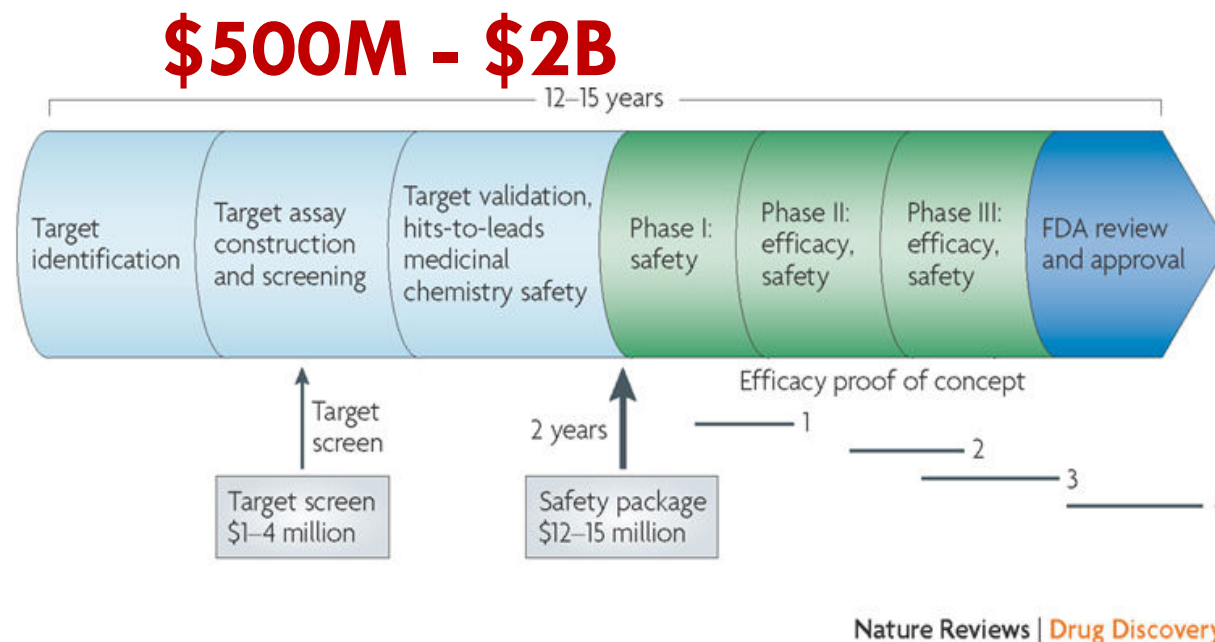 $500M - $2B
12–15 years
Target
identification
Target assay
construction
and screening
Target validation,
hits-to-leads
medicinal
chemistry safety
Phase I:
safety
Phase II:
efficacy,
safety
Phase III:
efficacy,
safety
FDA review
and approval
Efficacy proof of concept
1
2
3
Target
screen
2 years
Target screen
$1–4 million
Safety package
$12–15 million
Nature Reviews | Drug Discovery